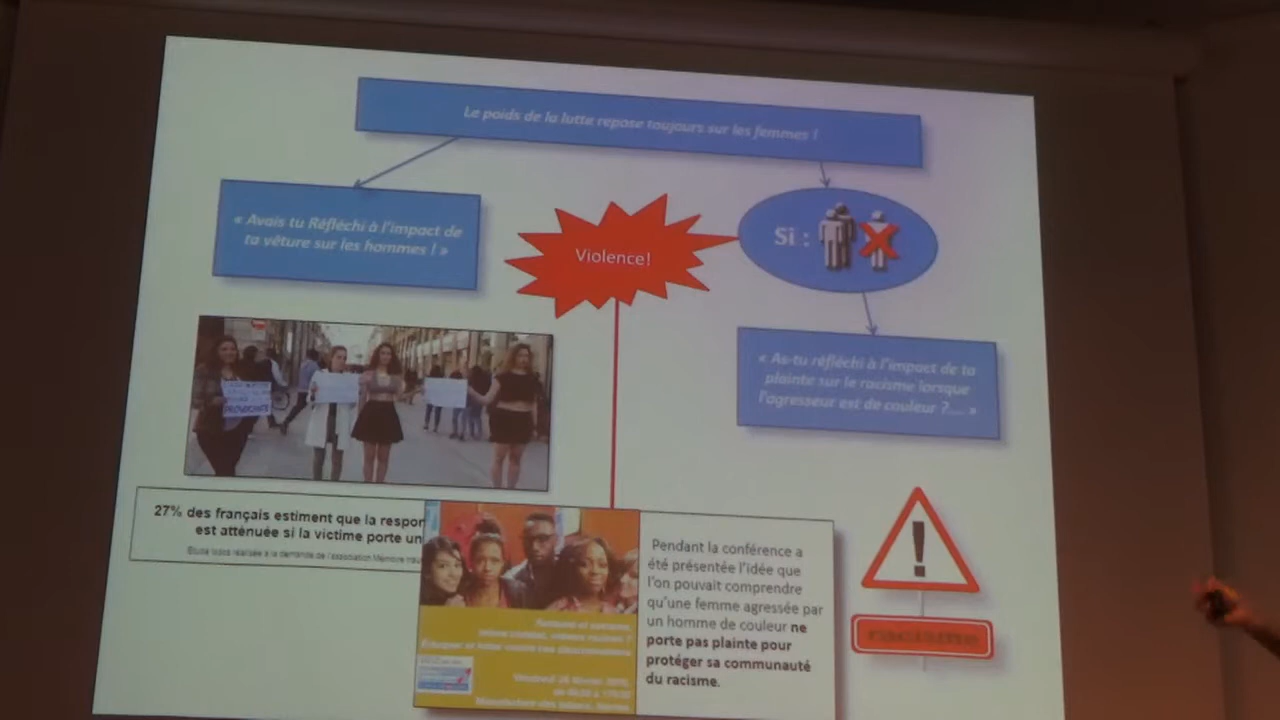 Le poids de la lutte repose toujours sur les femmes !
« Avais tu Réfléchi à l'impact de
ta vêture sur les hommes ! »
Violence!
Si :
« As-tu réfléchi à l'impact de ta
plainte sur le racisme lorsque
l'agresseur est de couleur ?.... »
27% des français estiment que la respon
est atténuée si la victime porte un
Pendant la conférence a
été présentée l'idée que
l'on pouvait comprendre
qu'une femme agressée par
un homme de couleur ne
porte pas plainte pour
protéger sa communauté
du racisme.